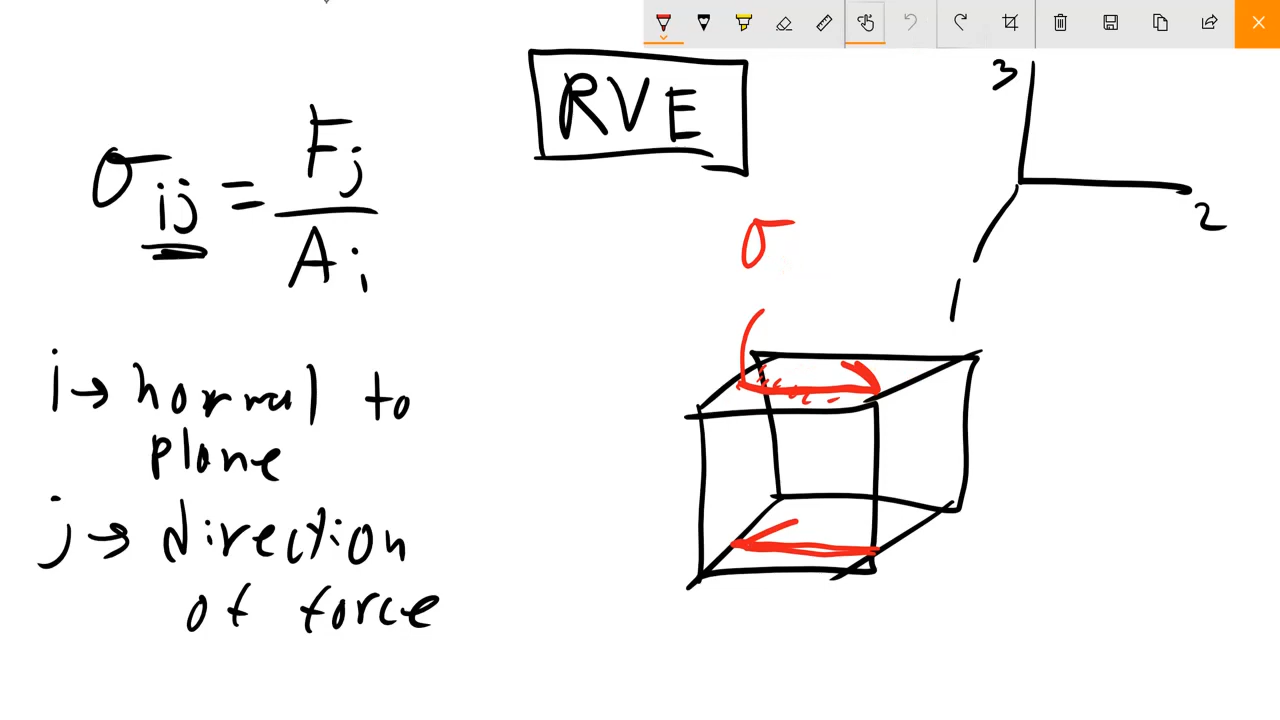 RVE
σij = Fj / Ai
3
2
1
σ
i → normal to
plane
j → direction
of force